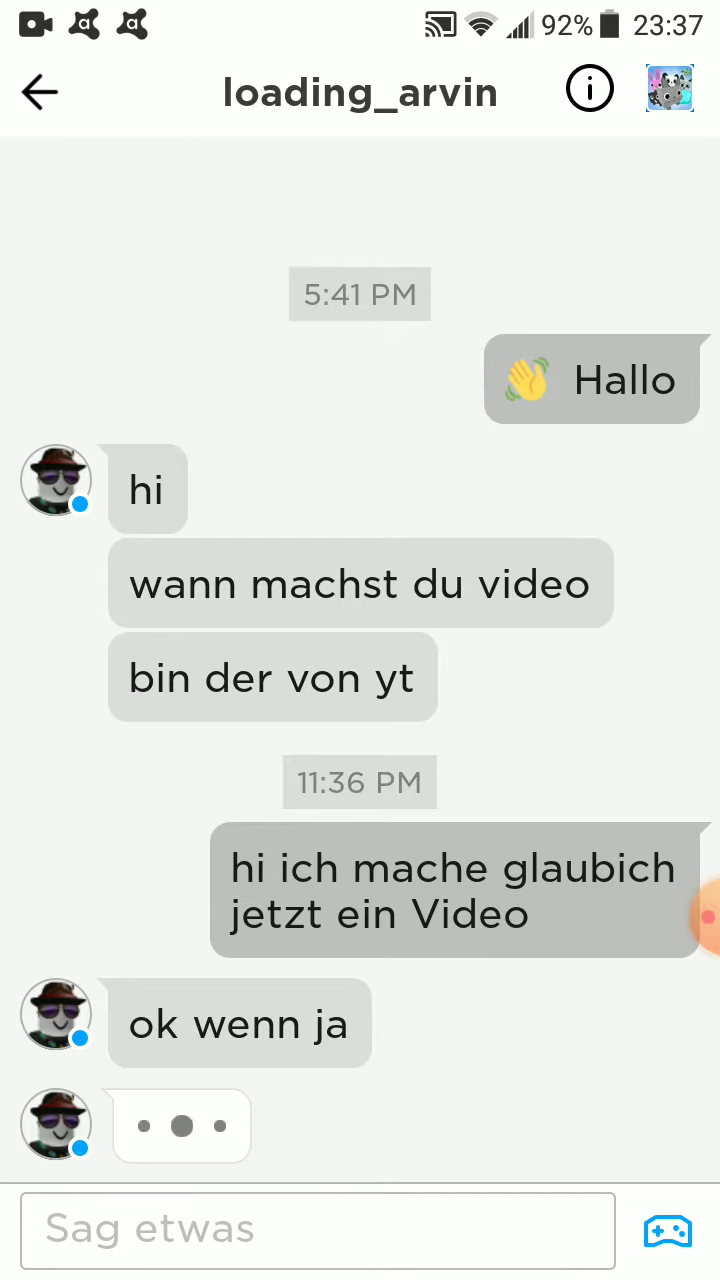 92% 23:37
loading_arvin
5:41 PM
👋 Hallo
hi
wann machst du video
bin der von yt
11:36 PM
hi ich mache glaubich
jetzt ein Video
ok wenn ja
Sag etwas